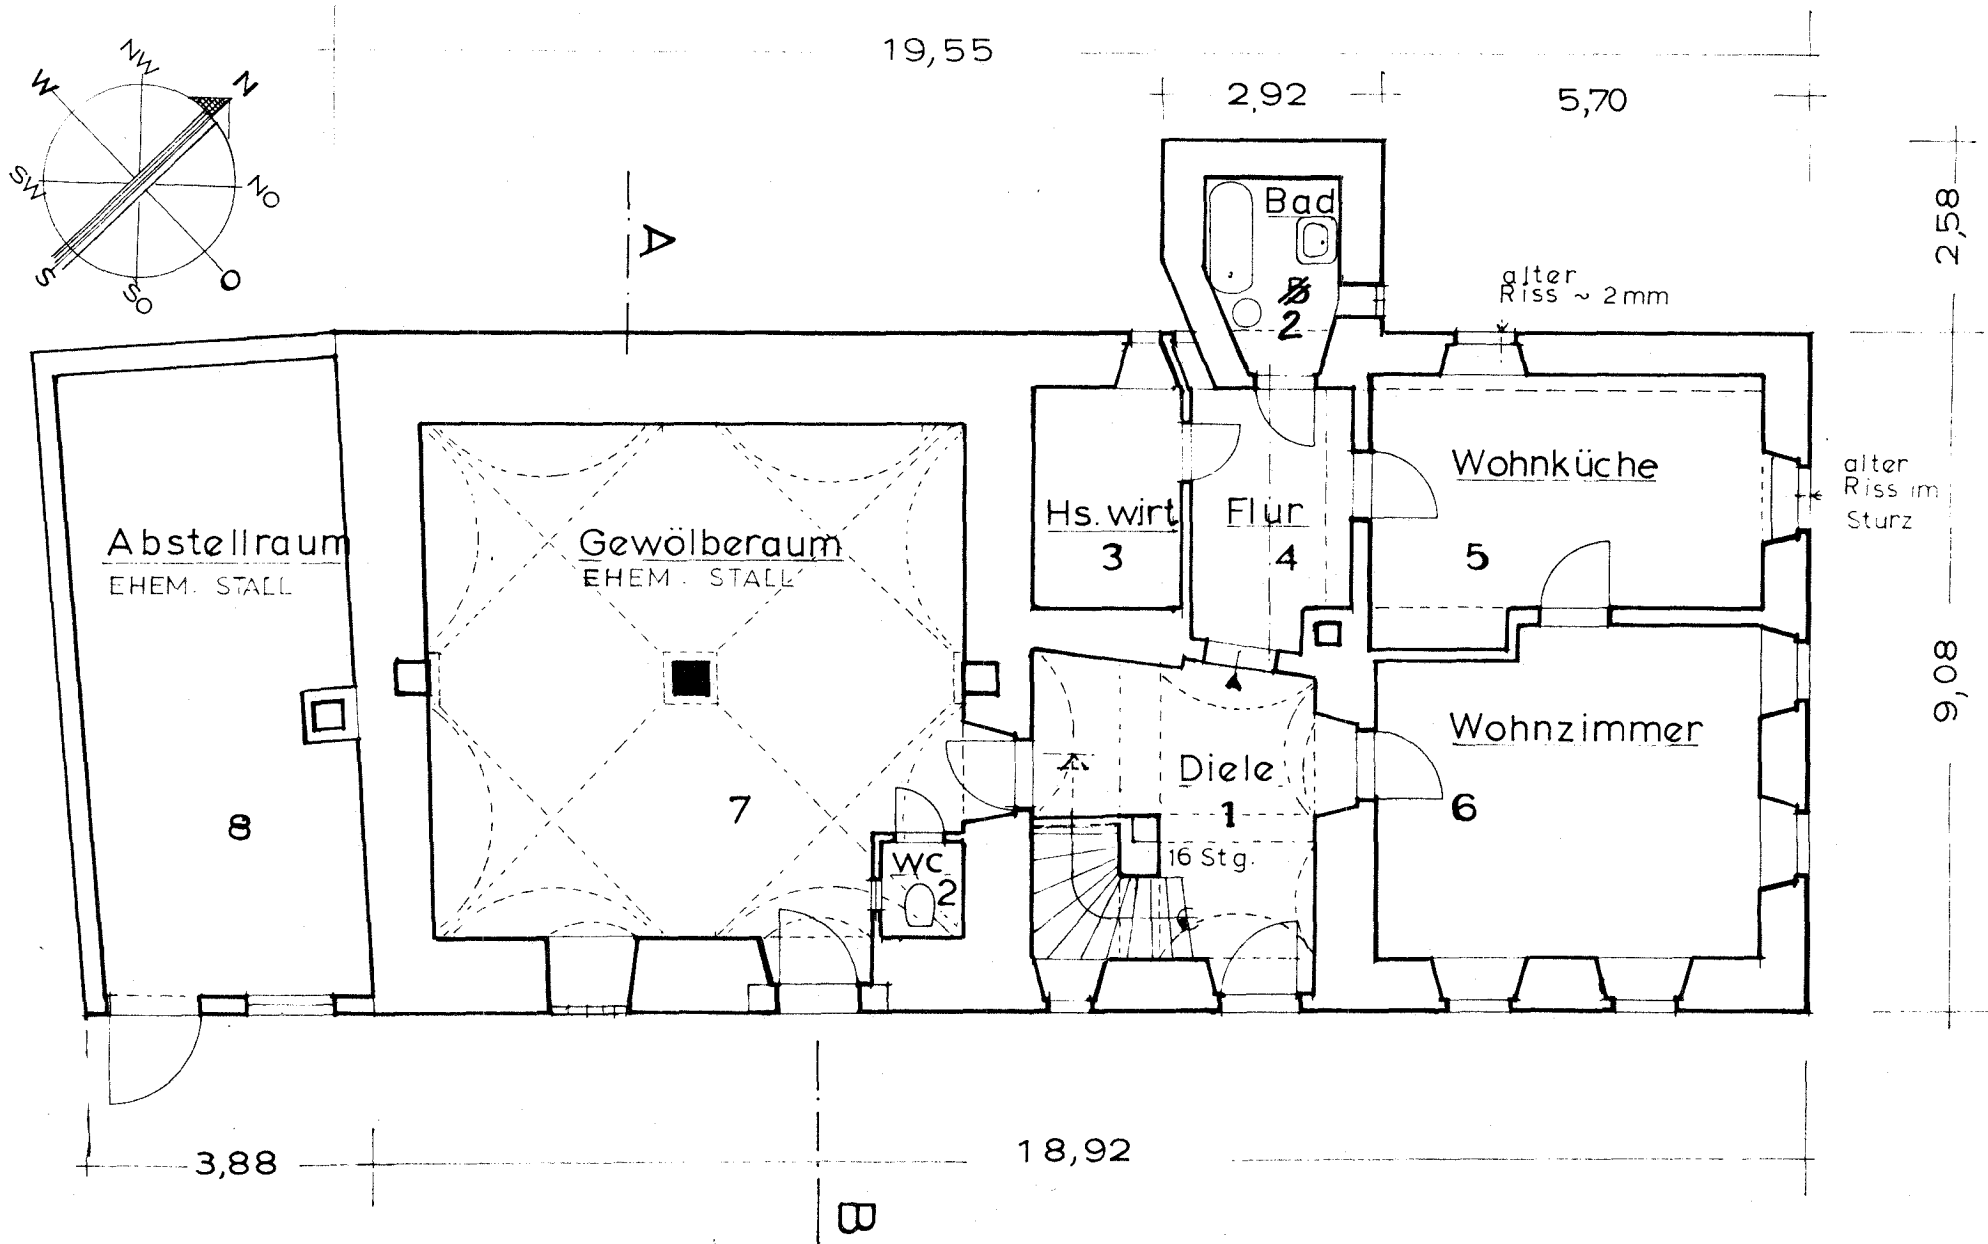 19,55
2,92
5,70
NW
N
W
NO
SW
S
SO
O
2,58
A
Bad
2
alter
Riss ~ 2mm
alter
Riss im
Sturz
Wohnküche
5
Hs. wirt
3
Flur
4
Abstellraum
EHEM. STALL
8
Gewölberaum
EHEM. STALL
7
9,08
Wohnzimmer
6
Diele
1
16 Stg.
WC
2
3,88
18,92
B